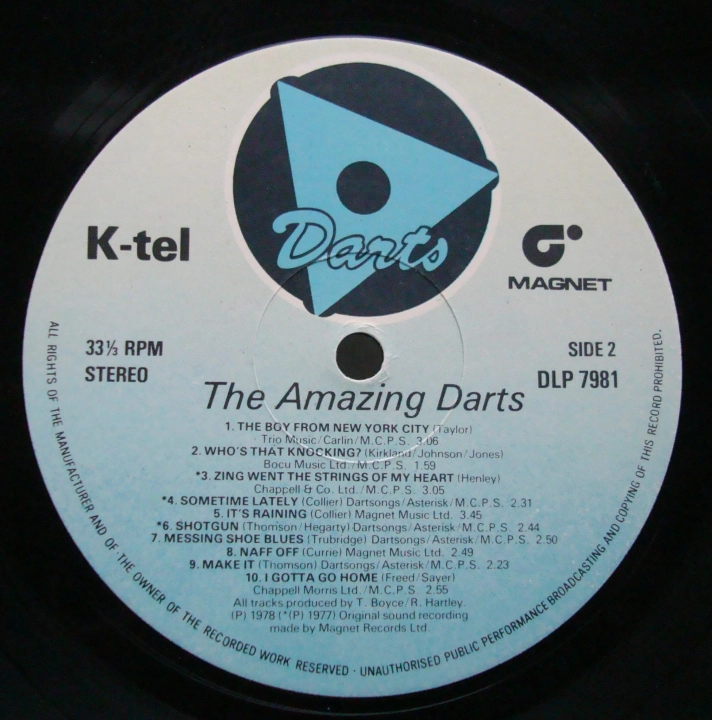 Darts
K-tel
MAGNET
33⅓ RPM
STEREO
SIDE 2
DLP 7981
The Amazing Darts
1. THE BOY FROM NEW YORK CITY (Taylor)
Trio Music/Carlin/M.C.P.S. 3.06
2. WHO'S THAT KNOCKING? (Kirkland/Johnson/Jones)
Bocu Music Ltd./M.C.P.S. 1.59
*3. ZING WENT THE STRINGS OF MY HEART (Henley)
Chappell & Co. Ltd./M.C.P.S. 3.05
*4. SOMETIME LATELY (Collier) Dartsongs/Asterisk/M.C.P.S. 2.31
5. IT'S RAINING (Collier) Magnet Music Ltd. 3.45
*6. SHOTGUN (Thomson/Hegarty) Dartsongs/Asterisk/M.C.P.S. 2.44
7. MESSING SHOE BLUES (Trubridge) Dartsongs/Asterisk/M.C.P.S. 2.50
8. NAFF OFF (Currie) Magnet Music Ltd. 2.49
9. MAKE IT (Thomson) Dartsongs/Asterisk/M.C.P.S. 2.23
10. I GOTTA GO HOME (Freed/Sayer)
Chappell Morris Ltd./M.C.P.S 2.55
All tracks produced by T. Boyce/R. Hartley.
(P) 1978 (*(P) 1977) Original sound recording
made by Magnet Records Ltd.
ALL RIGHTS OF THE MANUFACTURER AND OF THE OWNER OF THE RECORDED WORK RESERVED · UNAUTHORISED PUBLIC PERFORMANCE BROADCASTING AND COPYING OF THIS RECORD PROHIBITED.